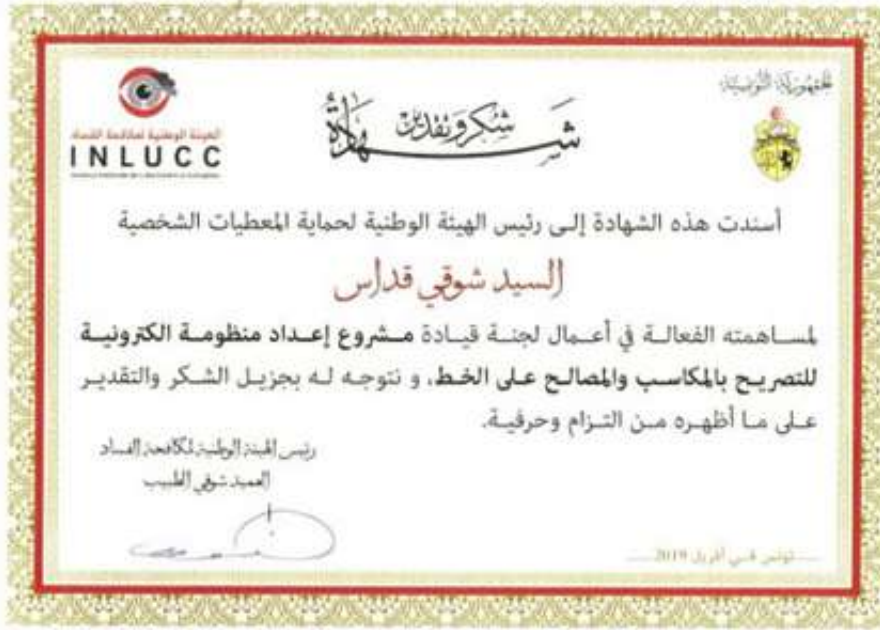 الجمهورية التونسية
الهيئة الوطنية لمكافحة الفساد
INLUCC
شهادة شكر وتقدير
أسندت هذه الشهادة إلى رئيس الهيئة الوطنية لحماية المعطيات الشخصية
السيد شوقي قداس
لمساهمته الفعالة في أعمال لجنة قيادة مشروع إعداد منظومة الكترونية
للتصريح بالمكاسب والمصالح على الخط، و نتوجه له بجزيل الشكر والتقدير
على ما أظهره من التزام وحرفية.
رئيس الهيئة الوطنية لمكافحة الفساد
العميد شوقي الطبيب
تونس في أفريل 2019